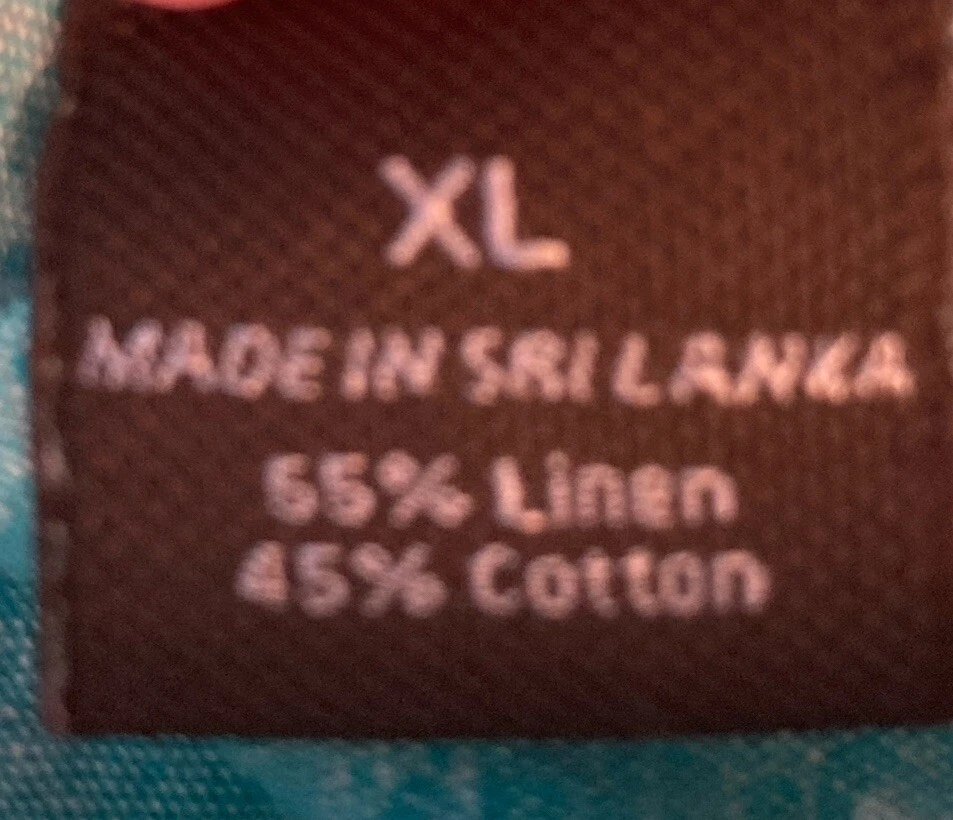 XL
MADE IN SRI LANKA
55% Linen
45% Cotton